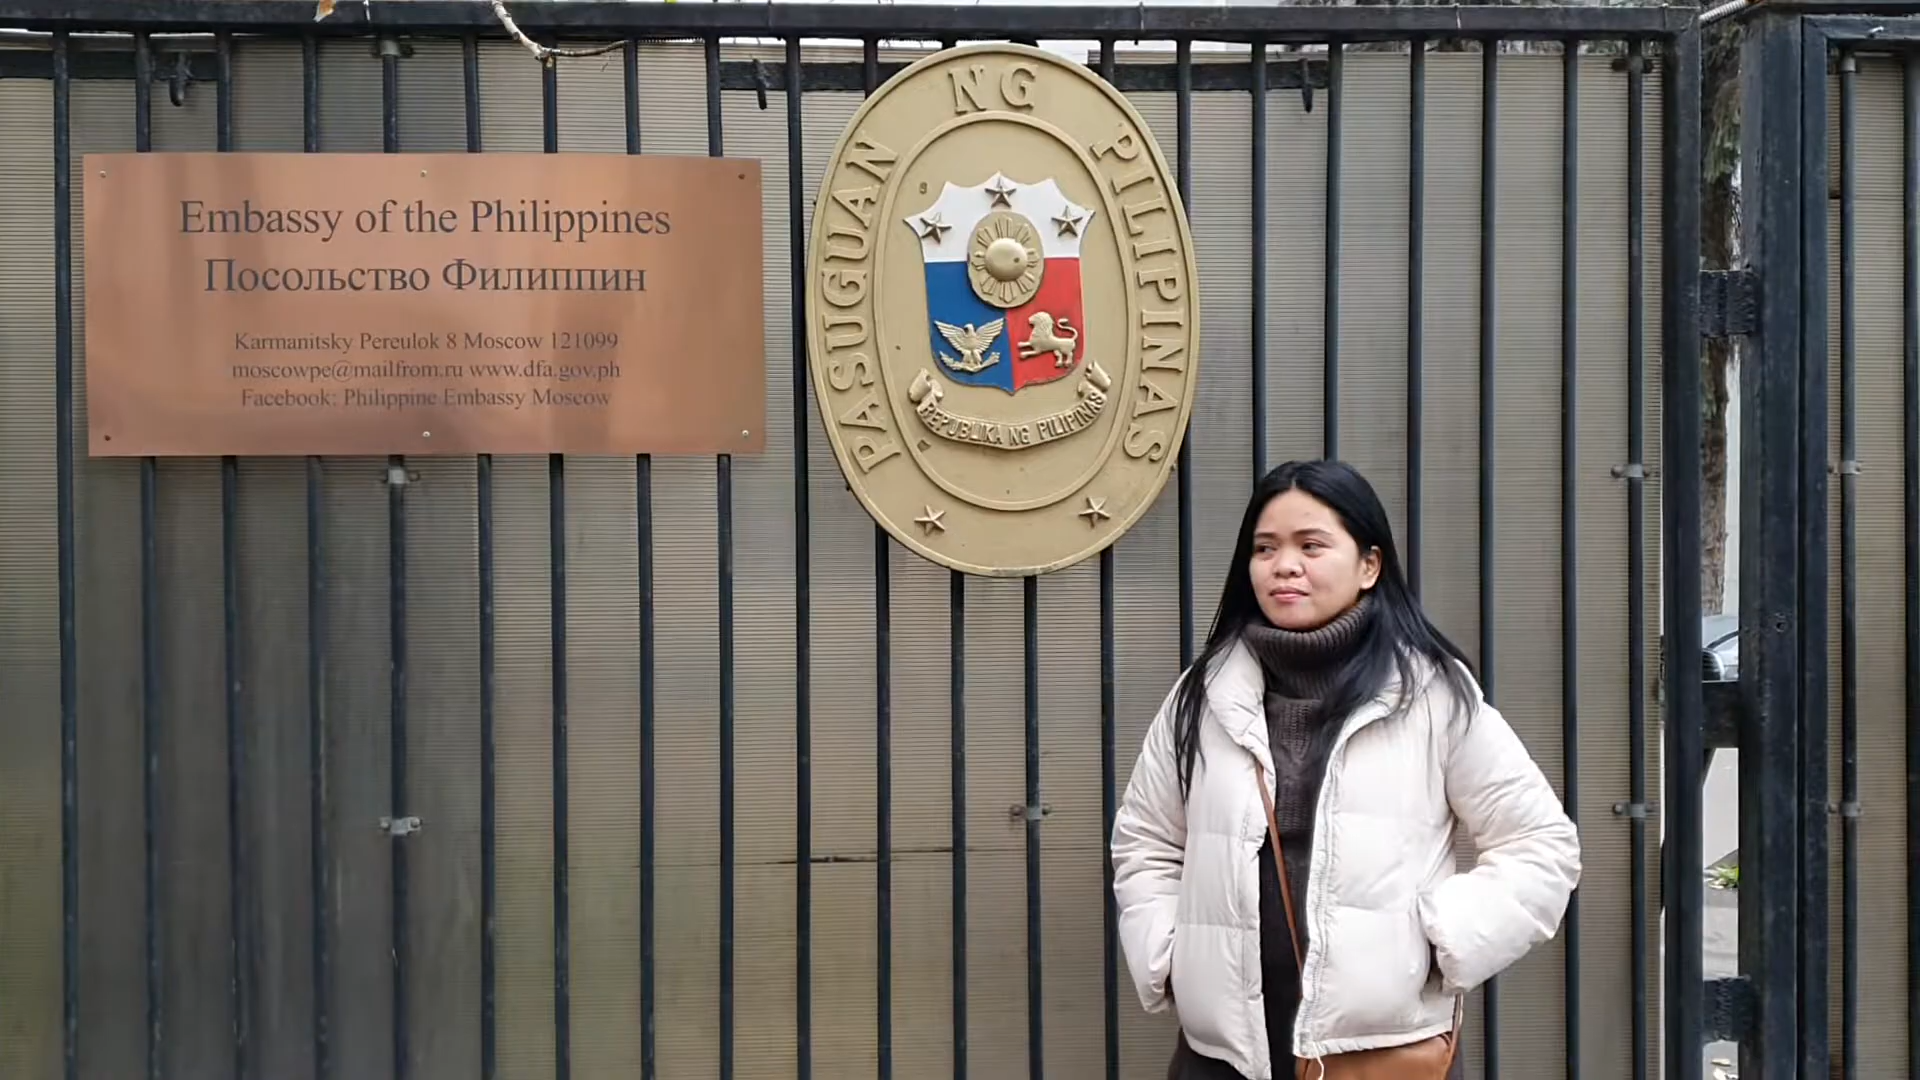 Embassy of the Philippines
Посольство Филиппин
Karmanitsky Pereulok 8 Moscow 121099
moscowpe@mailfrom.ru www.dfa.gov.ph
Facebook: Philippine Embassy Moscow
PASUGUAN NG PILIPINAS
REPUBLIKA NG PILIPINAS